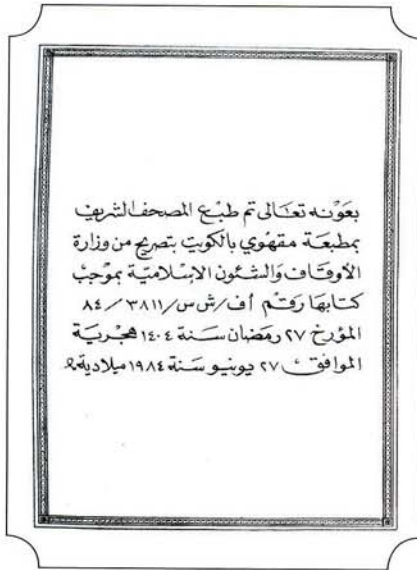 بعونه تعالى تم طبع المصحف الشريف
بمطبعة مقهوي بالكويت بتصريح من وزارة
الأوقاف والشئون الإسلامية بموجب
كتابها رقم أف/ش س/٣٨١١/٨٤
المؤرخ ٢٧ رمضان سنة ١٤٠٤ هجرية
الموافق ٢٧ يونيو سنة ١٩٨٤ ميلادية